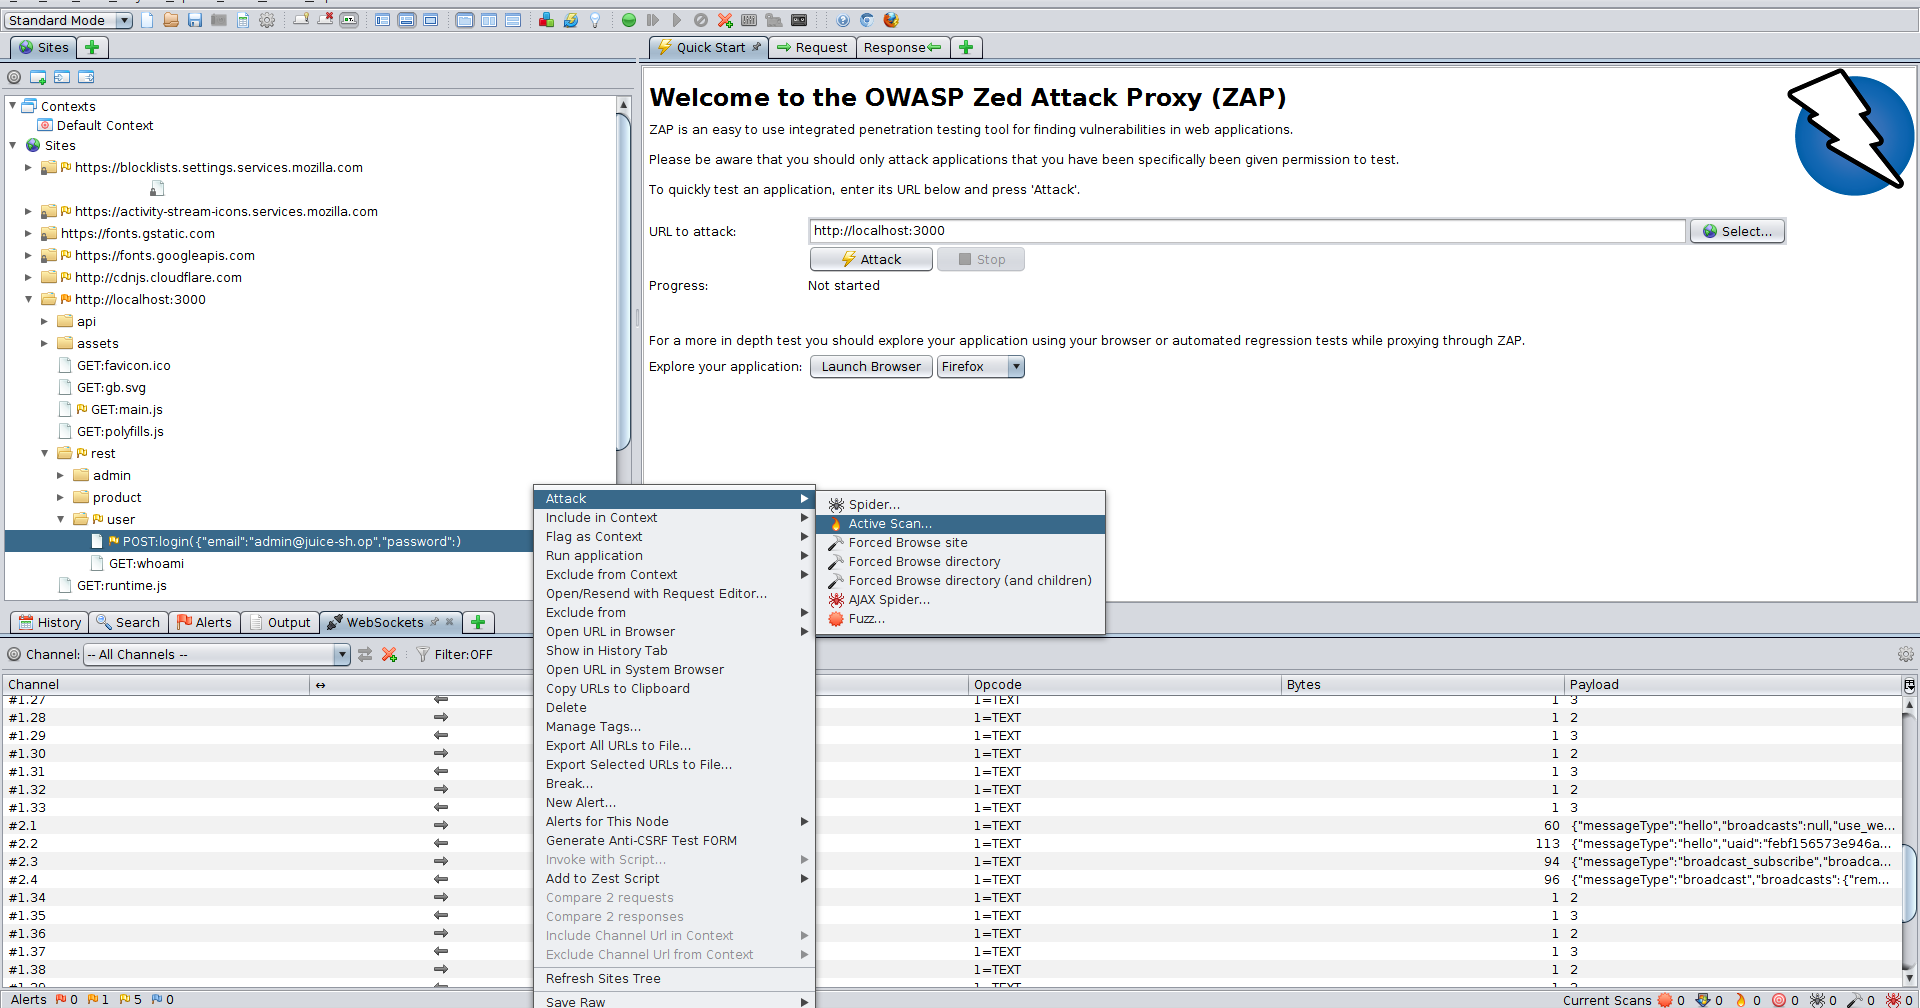 Standard Mode
Sites
Quick Start
Request
Response
Contexts
Default Context
Sites
https://blocklists.settings.services.mozilla.com
https://activity-stream-icons.services.mozilla.com
https://fonts.gstatic.com
https://fonts.googleapis.com
http://cdnjs.cloudflare.com
http://localhost:3000
api
assets
GET:favicon.ico
GET:gb.svg
GET:main.js
GET:polyfills.js
rest
admin
product
user
POST:login({"email":"admin@juice-sh.op","password":)
GET:whoami
GET:runtime.js
Welcome to the OWASP Zed Attack Proxy (ZAP)
ZAP is an easy to use integrated penetration testing tool for finding vulnerabilities in web applications.
Please be aware that you should only attack applications that you have been specifically been given permission to test.
To quickly test an application, enter its URL below and press 'Attack'.
URL to attack: http://localhost:3000 Select...
Attack Stop
Progress: Not started
For a more in depth test you should explore your application using your browser or automated regression tests while proxying through ZAP.
Explore your application: Launch Browser Firefox
Attack
Include in Context
Flag as Context
Run application
Exclude from Context
Open/Resend with Request Editor...
Exclude from
Open URL in Browser
Show in History Tab
Open URL in System Browser
Copy URLs to Clipboard
Delete
Manage Tags...
Export All URLs to File...
Export Selected URLs to File...
Break...
New Alert...
Alerts for This Node
Generate Anti-CSRF Test FORM
Invoke with Script...
Add to Zest Script
Compare 2 requests
Compare 2 responses
Include Channel Url in Context
Exclude Channel Url from Context
Refresh Sites Tree
Save Raw
Spider...
Active Scan...
Forced Browse site
Forced Browse directory
Forced Browse directory (and children)
AJAX Spider...
Fuzz...
History Search Alerts Output WebSockets
Channel: -- All Channels -- Filter:OFF
Channel ↔ Opcode Bytes Payload
#1.27 1=TEXT 1 3
#1.28 1=TEXT 1 2
#1.29 1=TEXT 1 3
#1.30 1=TEXT 1 2
#1.31 1=TEXT 1 3
#1.32 1=TEXT 1 2
#1.33 1=TEXT 1 3
#2.1 1=TEXT 60 {"messageType":"hello","broadcasts":null,"use_we...
#2.2 1=TEXT 113 {"messageType":"hello","uaid":"febf156573e946a...
#2.3 1=TEXT 94 {"messageType":"broadcast_subscribe","broadca...
#2.4 1=TEXT 96 {"messageType":"broadcast","broadcasts":{"rem...
#1.34 1=TEXT 1 2
#1.35 1=TEXT 1 3
#1.36 1=TEXT 1 2
#1.37 1=TEXT 1 3
#1.38 1=TEXT 1 2
Alerts 0 1 5 0 Current Scans 0 0 0 0 0 0 0